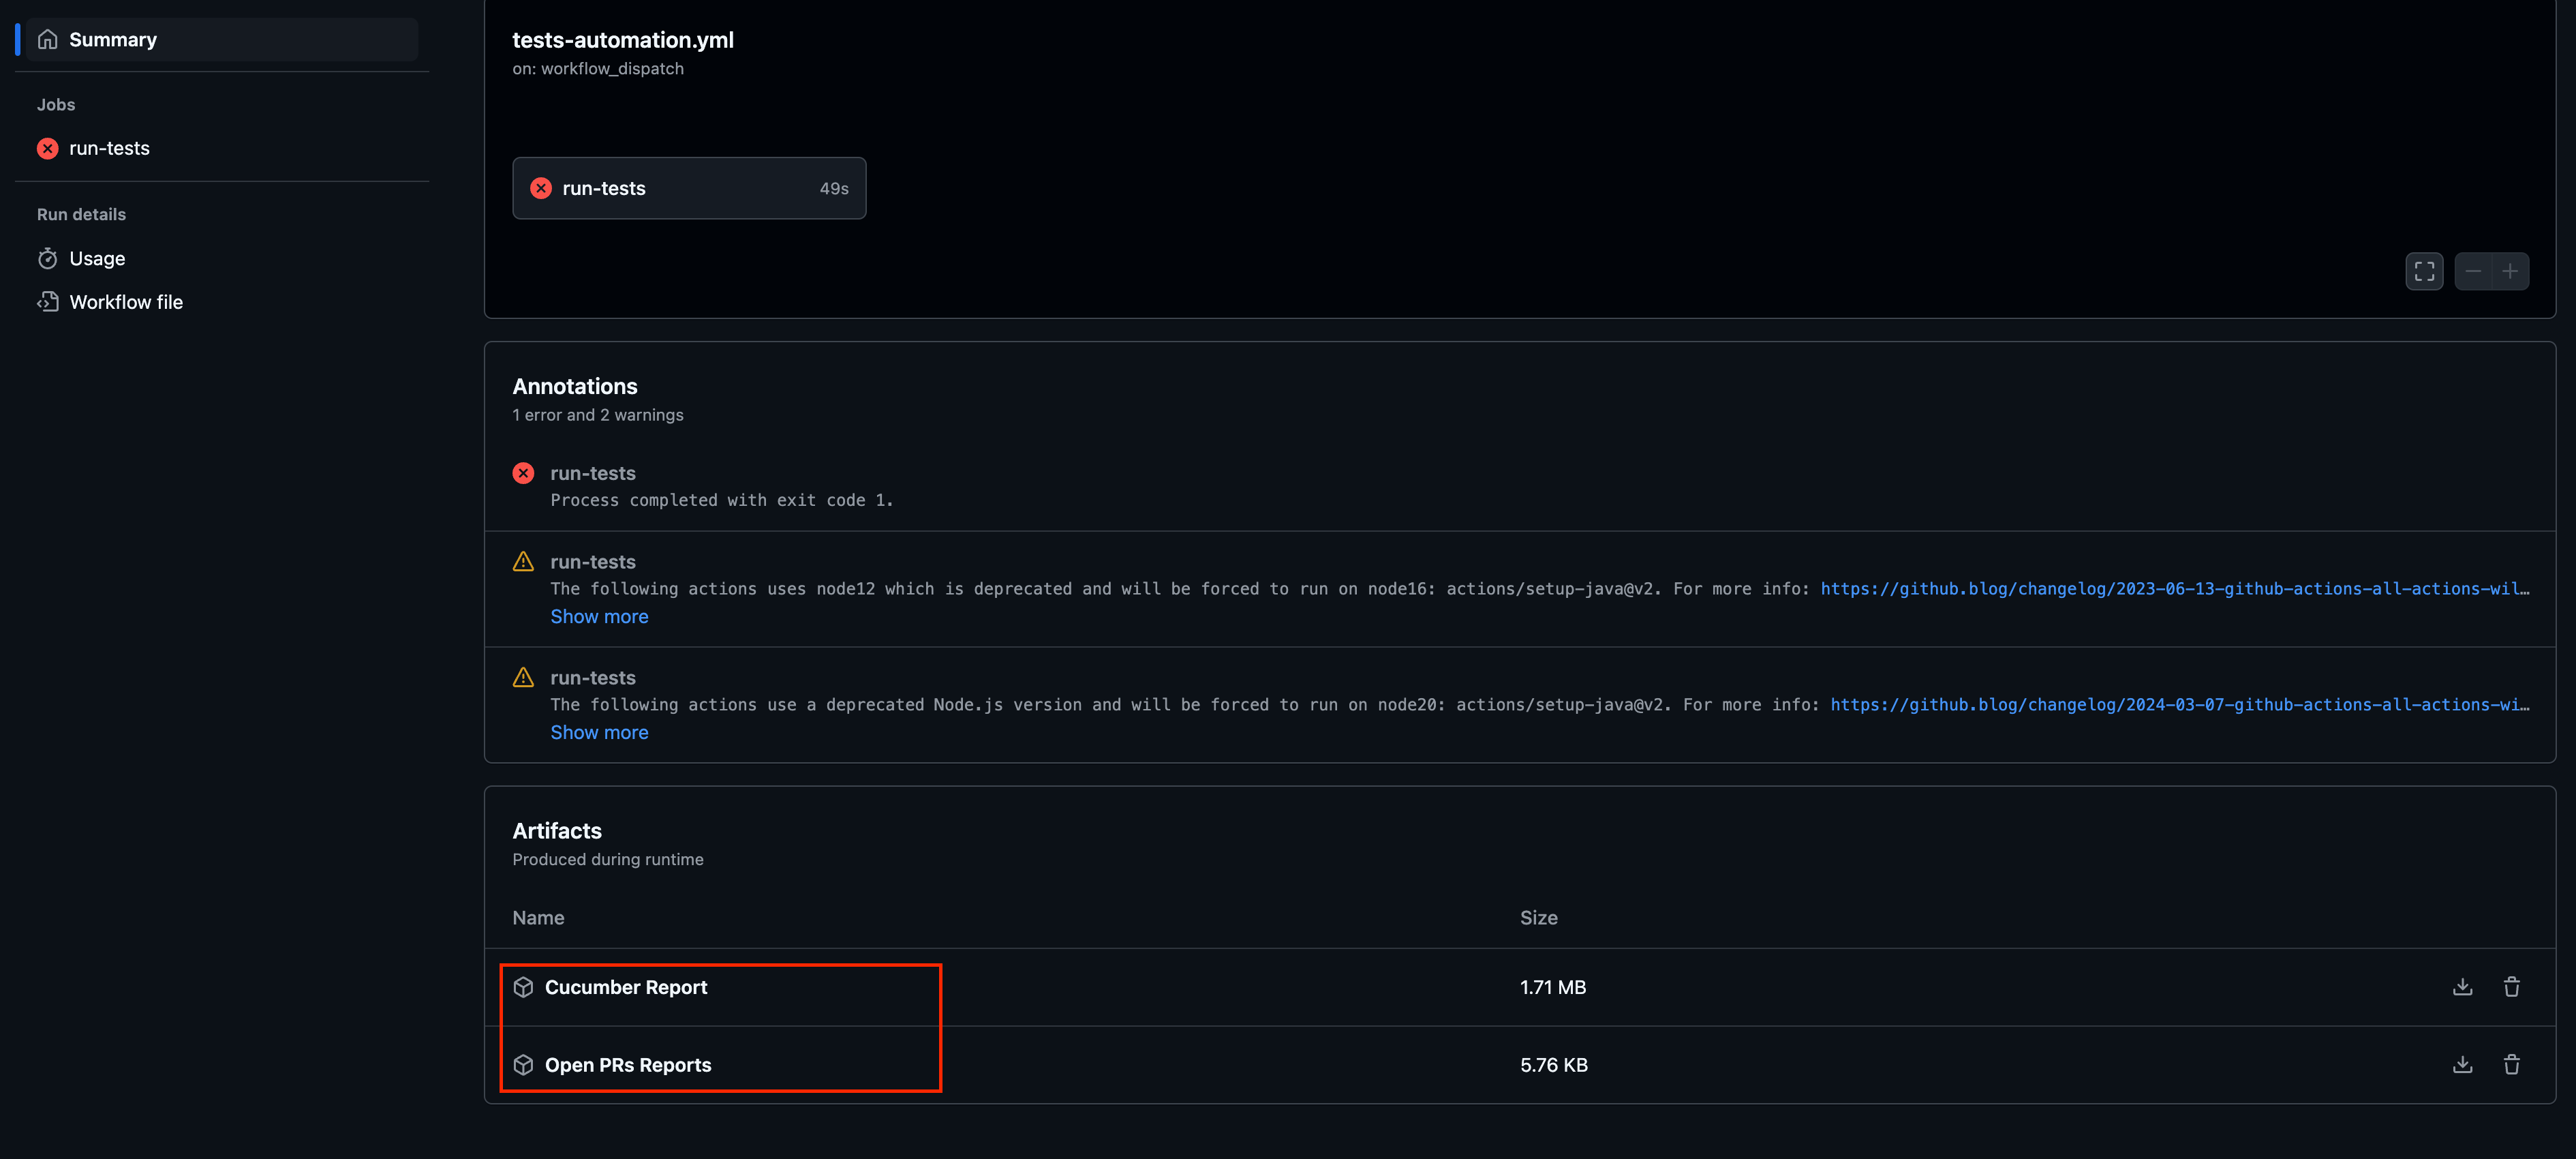 Summary
Jobs
run-tests
Run details
Usage
Workflow file
tests-automation.yml
on: workflow_dispatch
run-tests 49s
Annotations
1 error and 2 warnings
run-tests
Process completed with exit code 1.
run-tests
The following actions uses node12 which is deprecated and will be forced to run on node16: actions/setup-java@v2. For more info: https://github.blog/changelog/2023-06-13-github-actions-all-actions-wil…
Show more
run-tests
The following actions use a deprecated Node.js version and will be forced to run on node20: actions/setup-java@v2. For more info: https://github.blog/changelog/2024-03-07-github-actions-all-actions-wi…
Show more
Artifacts
Produced during runtime
Name Size
Cucumber Report 1.71 MB
Open PRs Reports 5.76 KB